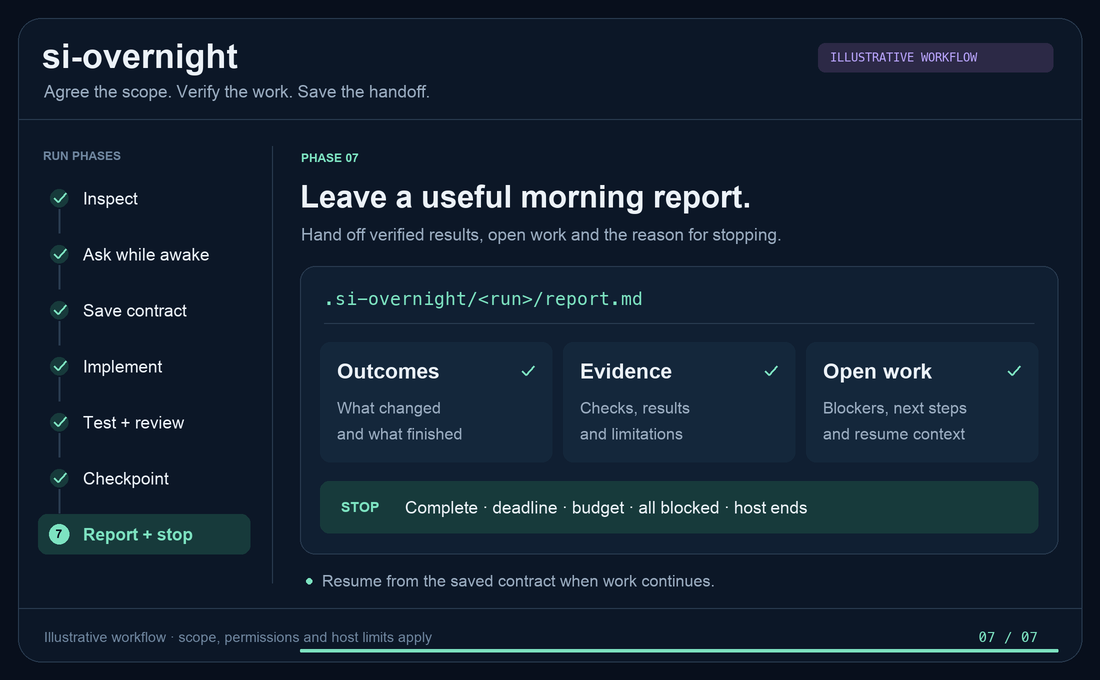 si-overnight
ILLUSTRATIVE WORKFLOW
Agree the scope. Verify the work. Save the handoff.
RUN PHASES
Inspect
Ask while awake
Save contract
Implement
Test + review
Checkpoint
7 Report + stop
PHASE 07
Leave a useful morning report.
Hand off verified results, open work and the reason for stopping.
.si-overnight/<run>/report.md
Outcomes
What changed
and what finished
Evidence
Checks, results
and limitations
Open work
Blockers, next steps
and resume context
STOP Complete · deadline · budget · all blocked · host ends
Resume from the saved contract when work continues.
Illustrative workflow · scope, permissions and host limits apply
07 / 07